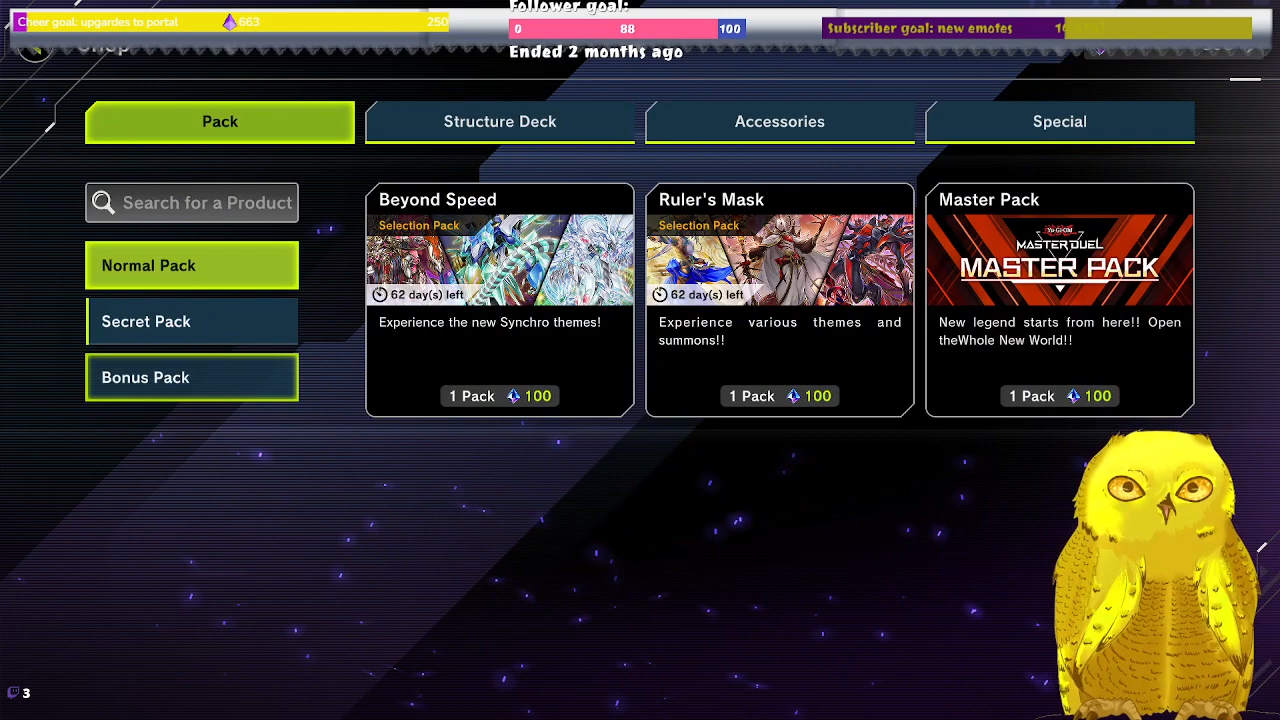 Cheer goal: upgardes to portal
663
250
Follower goal:
0
88
100
Ended 2 months ago
Subscriber goal: new emotes
Shop
Pack
Structure Deck
Accessories
Special
Search for a Product
Normal Pack
Secret Pack
Bonus Pack
Beyond Speed
Selection Pack
62 day(s) left
Experience the new Synchro themes!
1 Pack 100
Ruler's Mask
Selection Pack
62 day(s) left
Experience various themes and
summons!!
1 Pack 100
Master Pack
Yu-Gi-Oh!
MASTER DUEL
MASTER PACK
New legend starts from here!! Open
theWhole New World!!
1 Pack 100
3